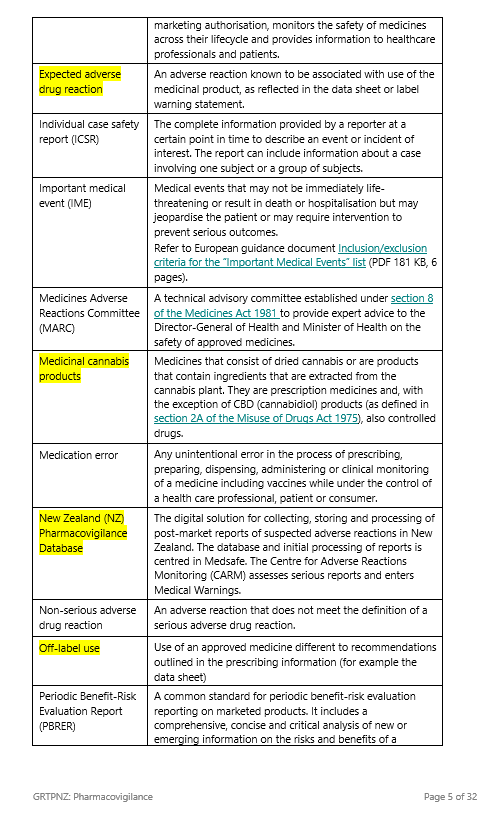 marketing authorisation, monitors the safety of medicines
across their lifecycle and provides information to healthcare
professionals and patients.
Expected adverse
drug reaction
An adverse reaction known to be associated with use of the
medicinal product, as reflected in the data sheet or label
warning statement.
Individual case safety
report (ICSR)
The complete information provided by a reporter at a
certain point in time to describe an event or incident of
interest. The report can include information about a case
involving one subject or a group of subjects.
Important medical
event (IME)
Medical events that may not be immediately life-
threatening or result in death or hospitalisation but may
jeopardise the patient or may require intervention to
prevent serious outcomes.
Refer to European guidance document Inclusion/exclusion
criteria for the "Important Medical Events" list (PDF 181 KB, 6
pages).
Medicines Adverse
Reactions Committee
(MARC)
A technical advisory committee established under section 8
of the Medicines Act 1981 to provide expert advice to the
Director-General of Health and Minister of Health on the
safety of approved medicines.
Medicinal cannabis
products
Medicines that consist of dried cannabis or are products
that contain ingredients that are extracted from the
cannabis plant. They are prescription medicines and, with
the exception of CBD (cannabidiol) products (as defined in
section 2A of the Misuse of Drugs Act 1975), also controlled
drugs.
Medication error
Any unintentional error in the process of prescribing,
preparing, dispensing, administering or clinical monitoring
of a medicine including vaccines while under the control of
a health care professional, patient or consumer.
New Zealand (NZ)
Pharmacovigilance
Database
The digital solution for collecting, storing and processing of
post-market reports of suspected adverse reactions in New
Zealand. The database and initial processing of reports is
centred in Medsafe. The Centre for Adverse Reactions
Monitoring (CARM) assesses serious reports and enters
Medical Warnings.
Non-serious adverse
drug reaction
An adverse reaction that does not meet the definition of a
serious adverse drug reaction.
Off-label use
Use of an approved medicine different to recommendations
outlined in the prescribing information (for example the
data sheet)
Periodic Benefit-Risk
Evaluation Report
(PBRER)
A common standard for periodic benefit-risk evaluation
reporting on marketed products. It includes a
comprehensive, concise and critical analysis of new or
emerging information on the risks and benefits of a
GRTPNZ: Pharmacovigilance
Page 5 of 32